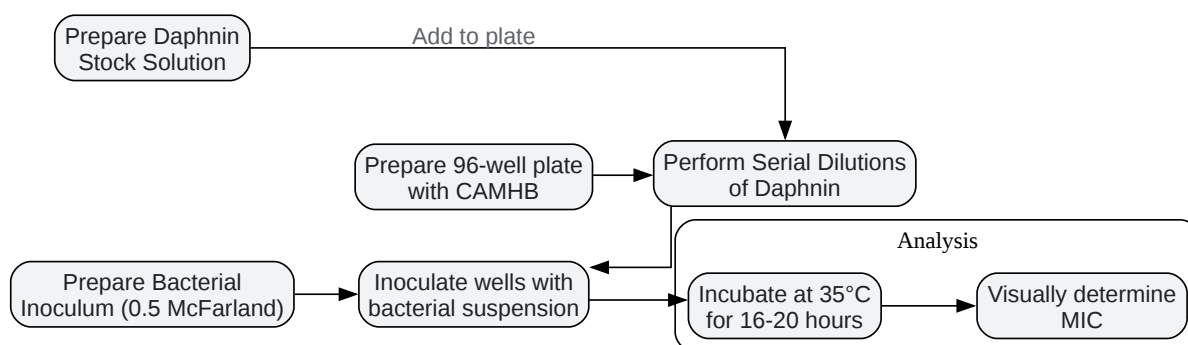 Prepare Daphnin
Stock Solution
Add to plate
Prepare 96-well plate
with CAMHB
Perform Serial Dilutions
of Daphnin
Analysis
Prepare Bacterial
Inoculum (0.5 McFarland)
Inoculate wells with
bacterial suspension
Incubate at 35°C
for 16-20 hours
Visually determine
MIC